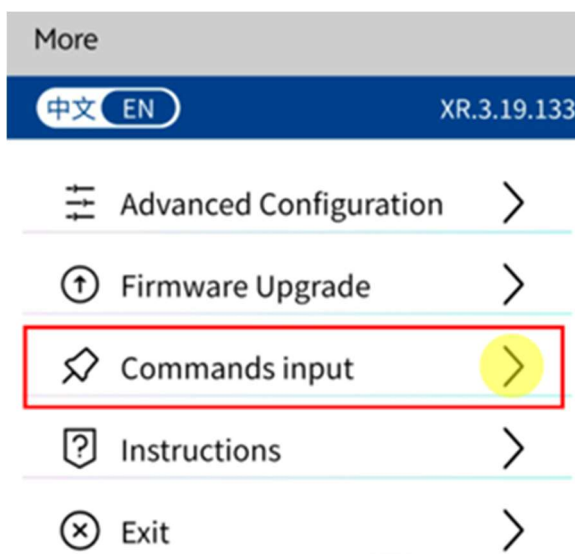 More
中文 EN XR.3.19.133
Advanced Configuration
Firmware Upgrade
Commands input
Instructions
Exit